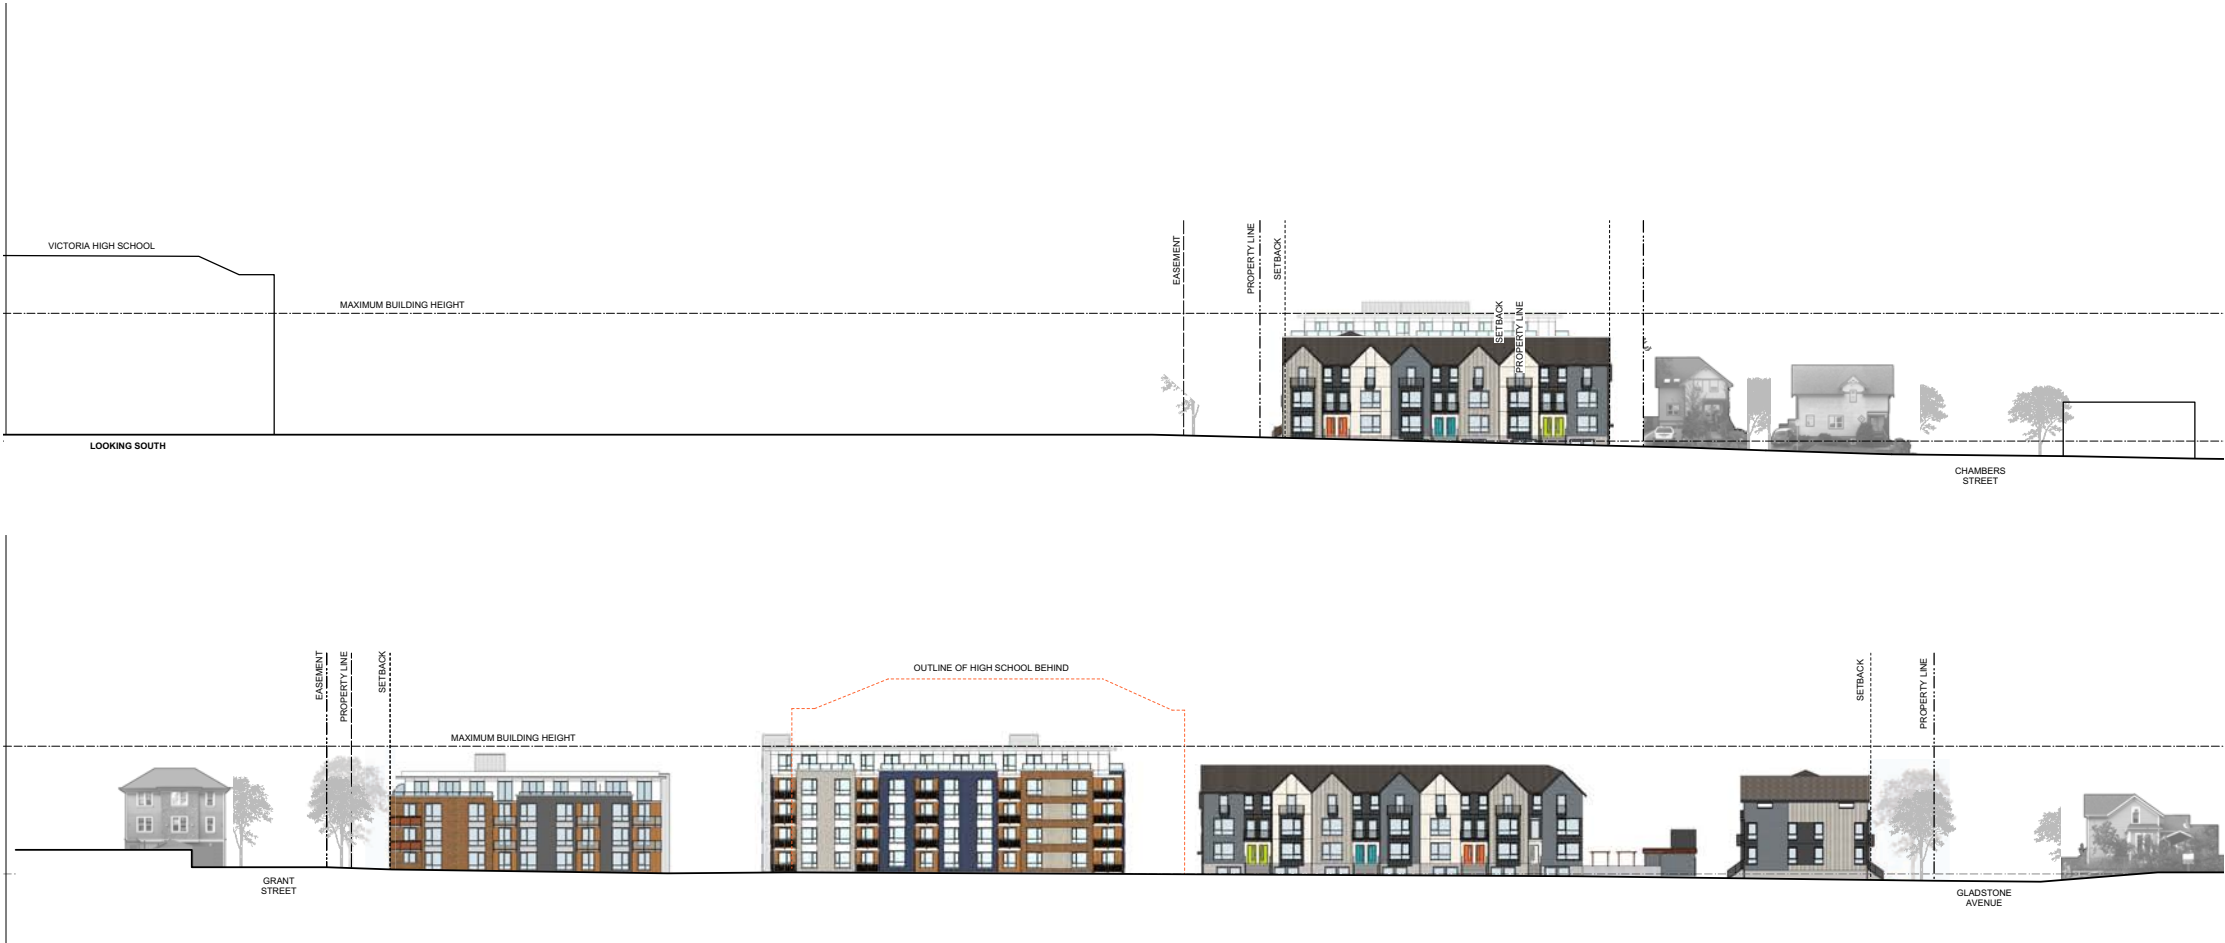 VICTORIA HIGH SCHOOL
MAXIMUM BUILDING HEIGHT
EASEMENT
PROPERTY LINE
SETBACK
SETBACK
PROPERTY LINE
LOOKING SOUTH
CHAMBERS
STREET
EASEMENT
PROPERTY LINE
SETBACK
MAXIMUM BUILDING HEIGHT
OUTLINE OF HIGH SCHOOL BEHIND
SETBACK
PROPERTY LINE
GRANT
STREET
GLADSTONE
AVENUE